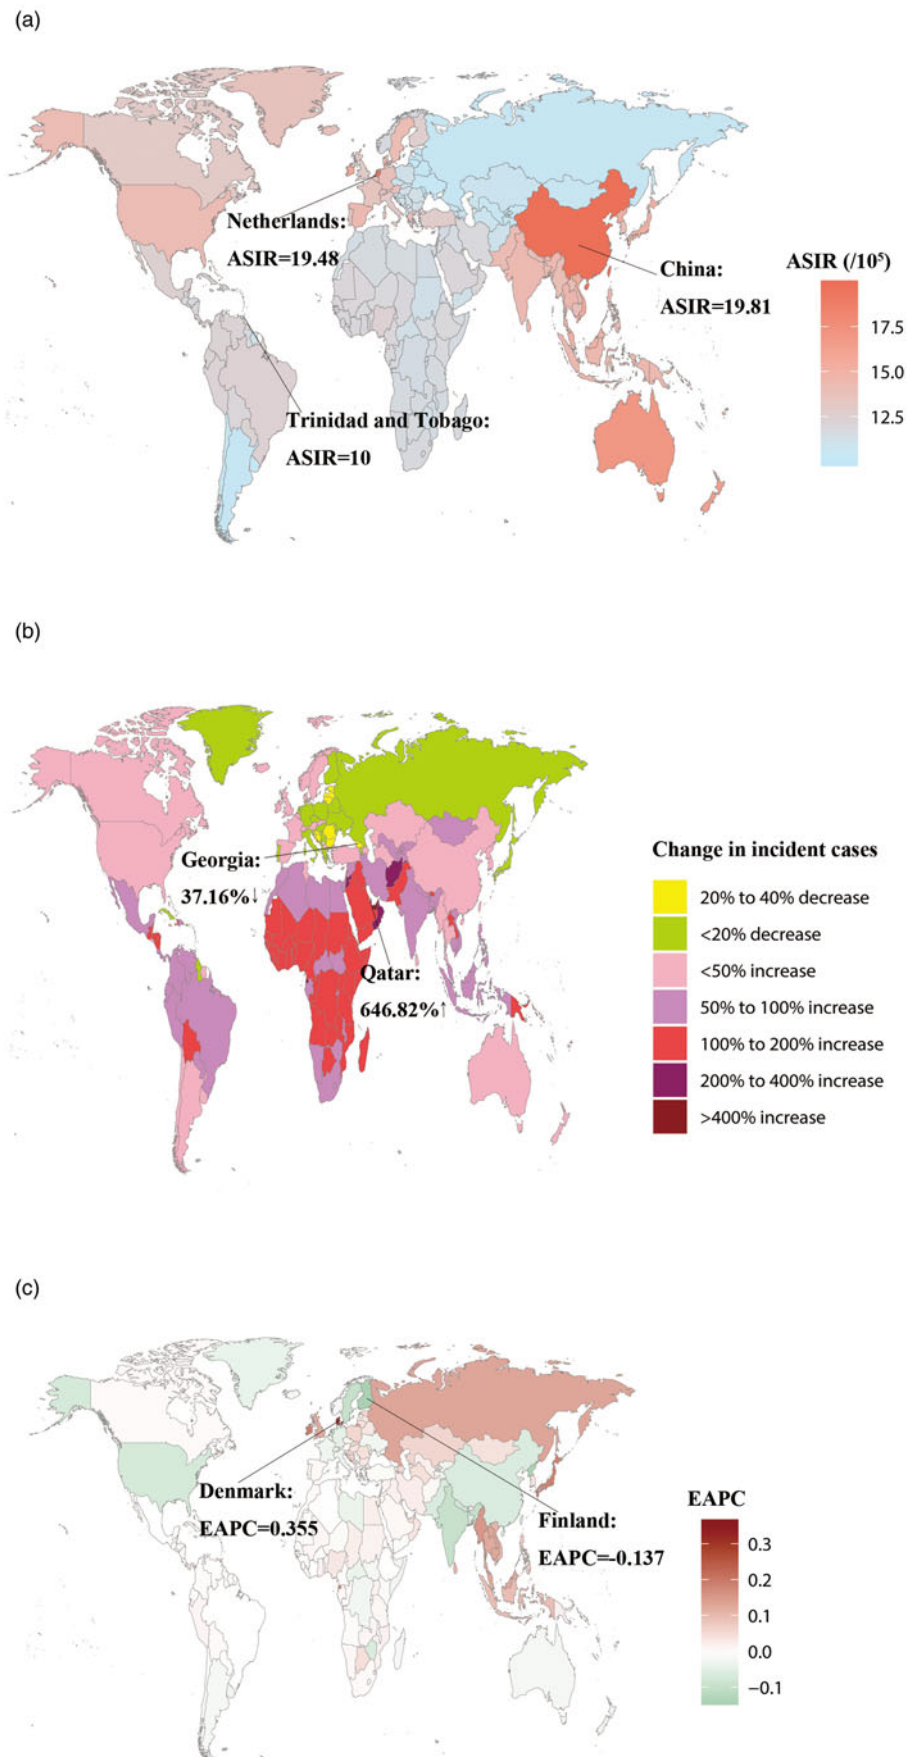 (a)
Netherlands:
ASIR=19.48
China:
ASIR=19.81
Trinidad and Tobago:
ASIR=10
ASIR (/10⁵)
17.5
15.0
12.5
(b)
Georgia:
37.16%↓
Qatar:
646.82%↑
Change in incident cases
20% to 40% decrease
<20% decrease
<50% increase
50% to 100% increase
100% to 200% increase
200% to 400% increase
>400% increase
(c)
Denmark:
EAPC=0.355
Finland:
EAPC=-0.137
EAPC
0.3
0.2
0.1
0.0
−0.1